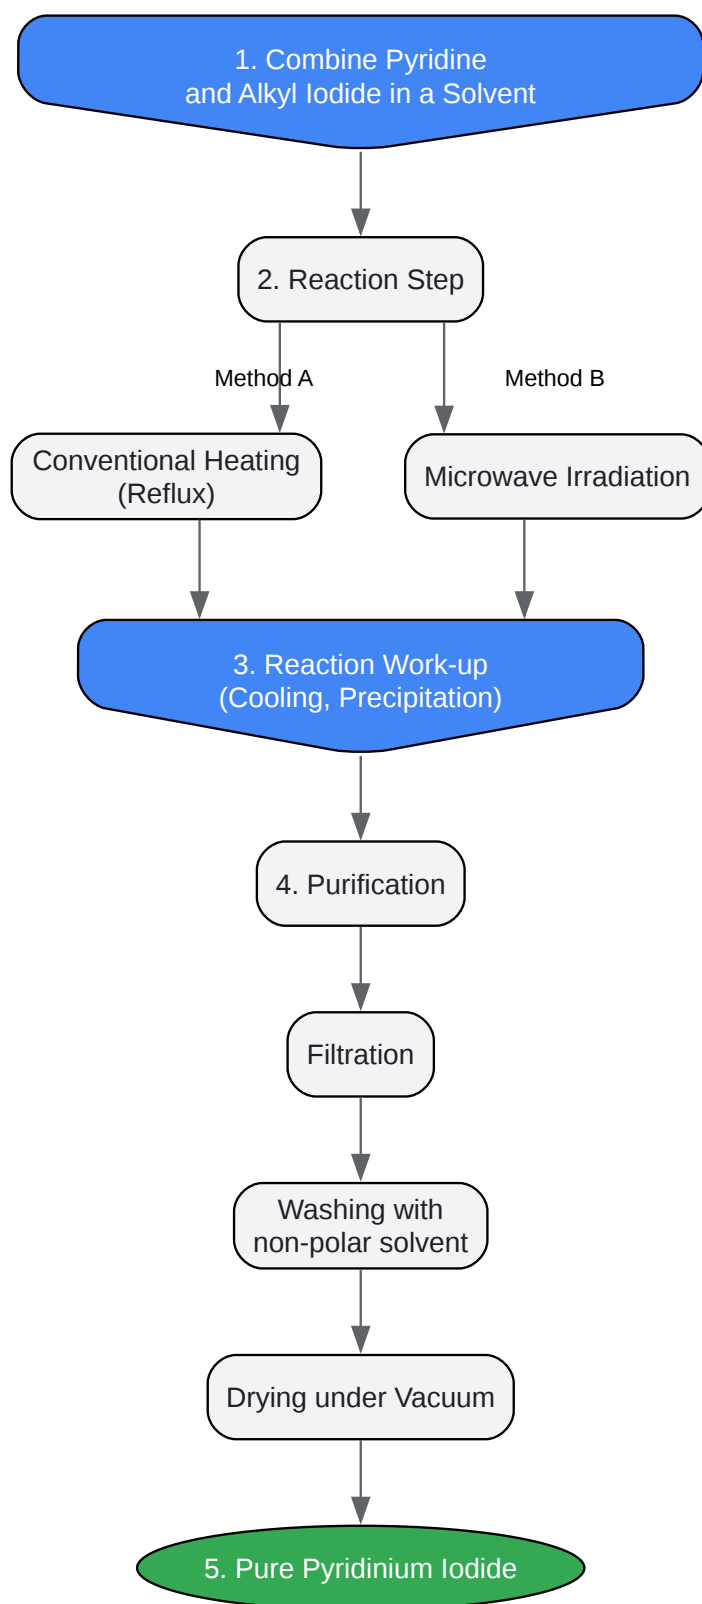 1. Combine Pyridine
and Alkyl Iodide in a Solvent
2. Reaction Step
Method A
Method B
Conventional Heating
(Reflux)
Microwave Irradiation
3. Reaction Work-up
(Cooling, Precipitation)
4. Purification
Filtration
Washing with
non-polar solvent
Drying under Vacuum
5. Pure Pyridinium Iodide